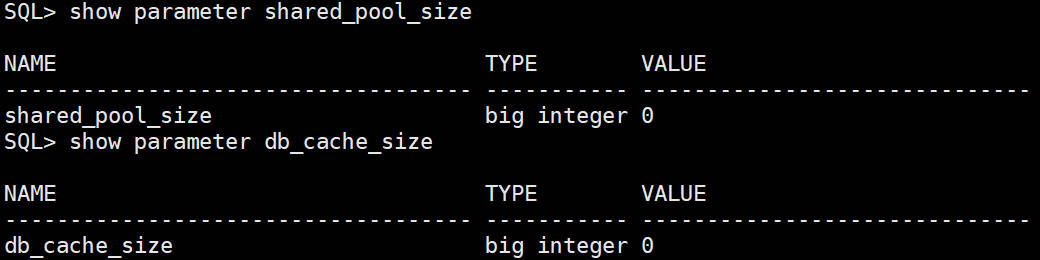 SQL> show parameter shared_pool_size
NAME                                 TYPE        VALUE
------------------------------------ ----------- ------------------------------
shared_pool_size                     big integer 0
SQL> show parameter db_cache_size
NAME                                 TYPE        VALUE
------------------------------------ ----------- ------------------------------
db_cache_size                        big integer 0